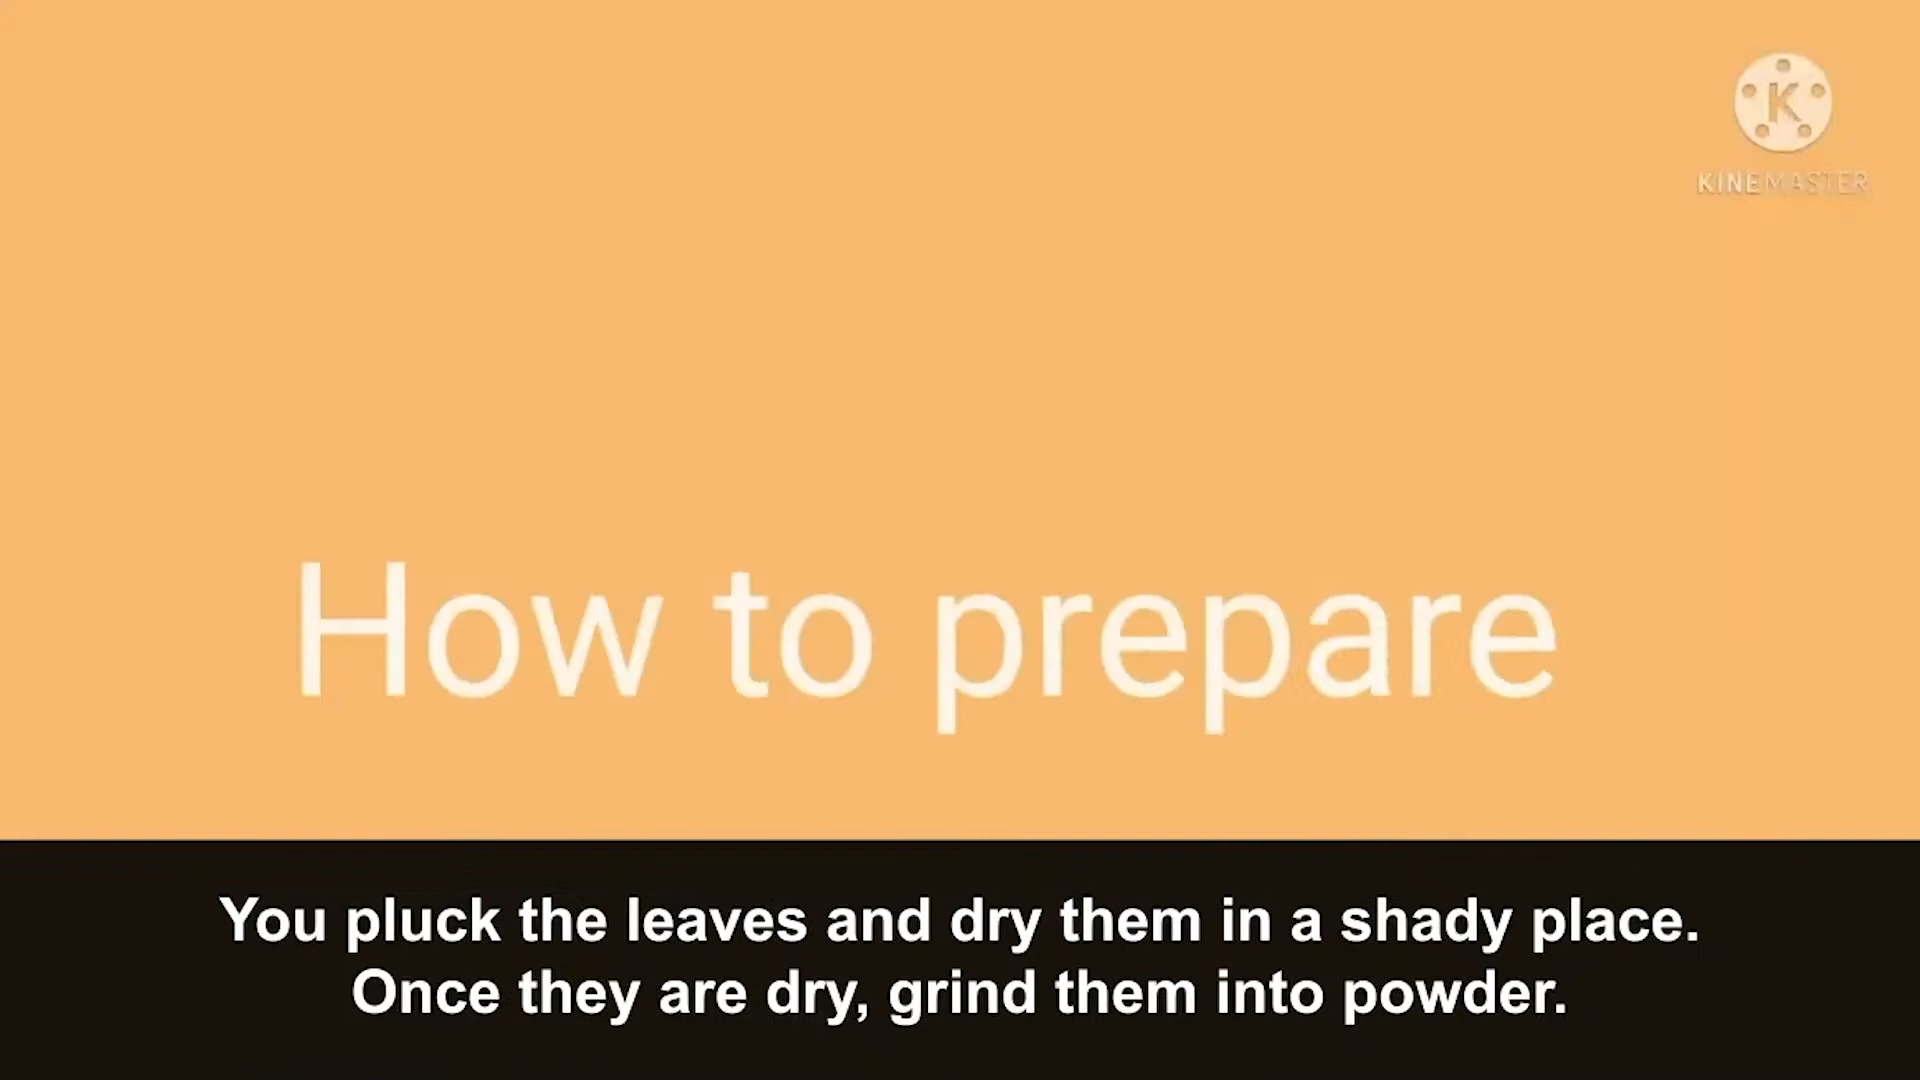 K
KINEMASTER
How to prepare
You pluck the leaves and dry them in a shady place.
Once they are dry, grind them into powder.